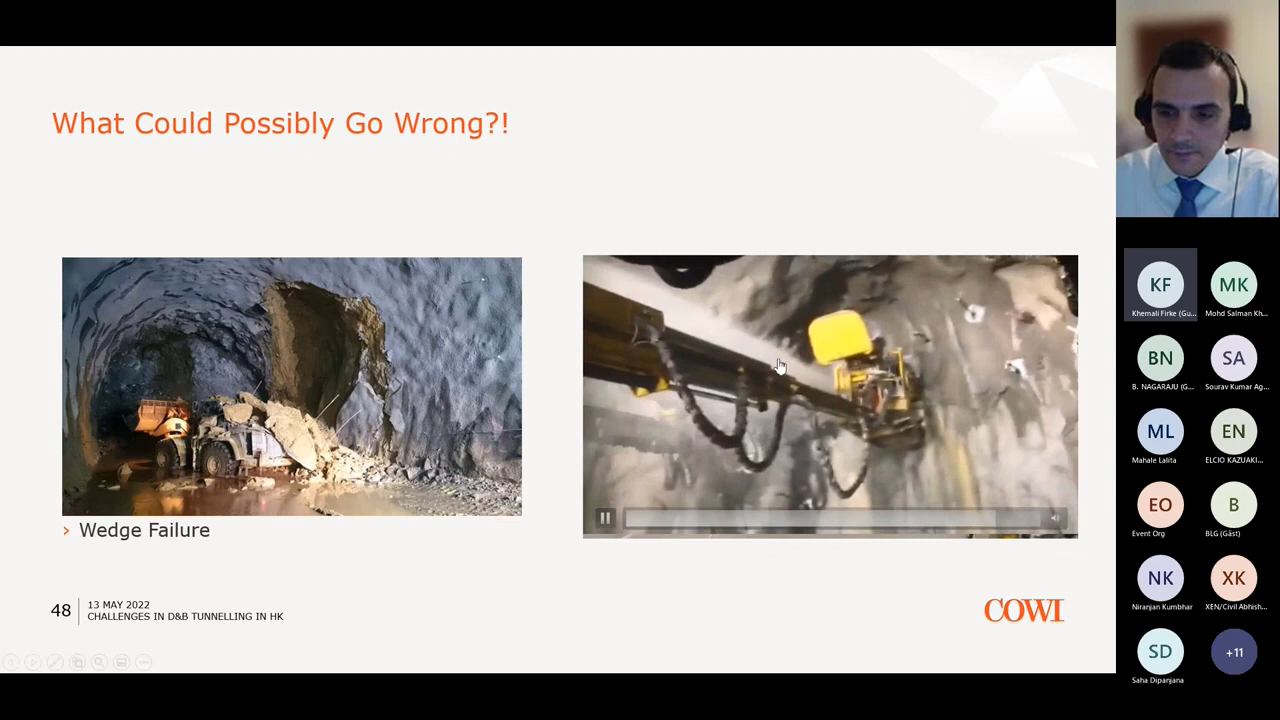 What Could Possibly Go Wrong?!
› Wedge Failure
48
13 MAY 2022
CHALLENGES IN D&B TUNNELLING IN HK
COWI
KF
Khemali Firke (Gu...
MK
Mohd Salman Kh...
BN
B. NAGARAJU (G...
SA
Sourav Kumar Ag...
ML
Mahale Lalita
EN
ELCIO KAZUAKI...
EO
Event Org
B
BLG (Gäst)
NK
Niranjan Kumbhar
XK
XEN/Civil Abhish...
SD
Saha Dipanjana
+11